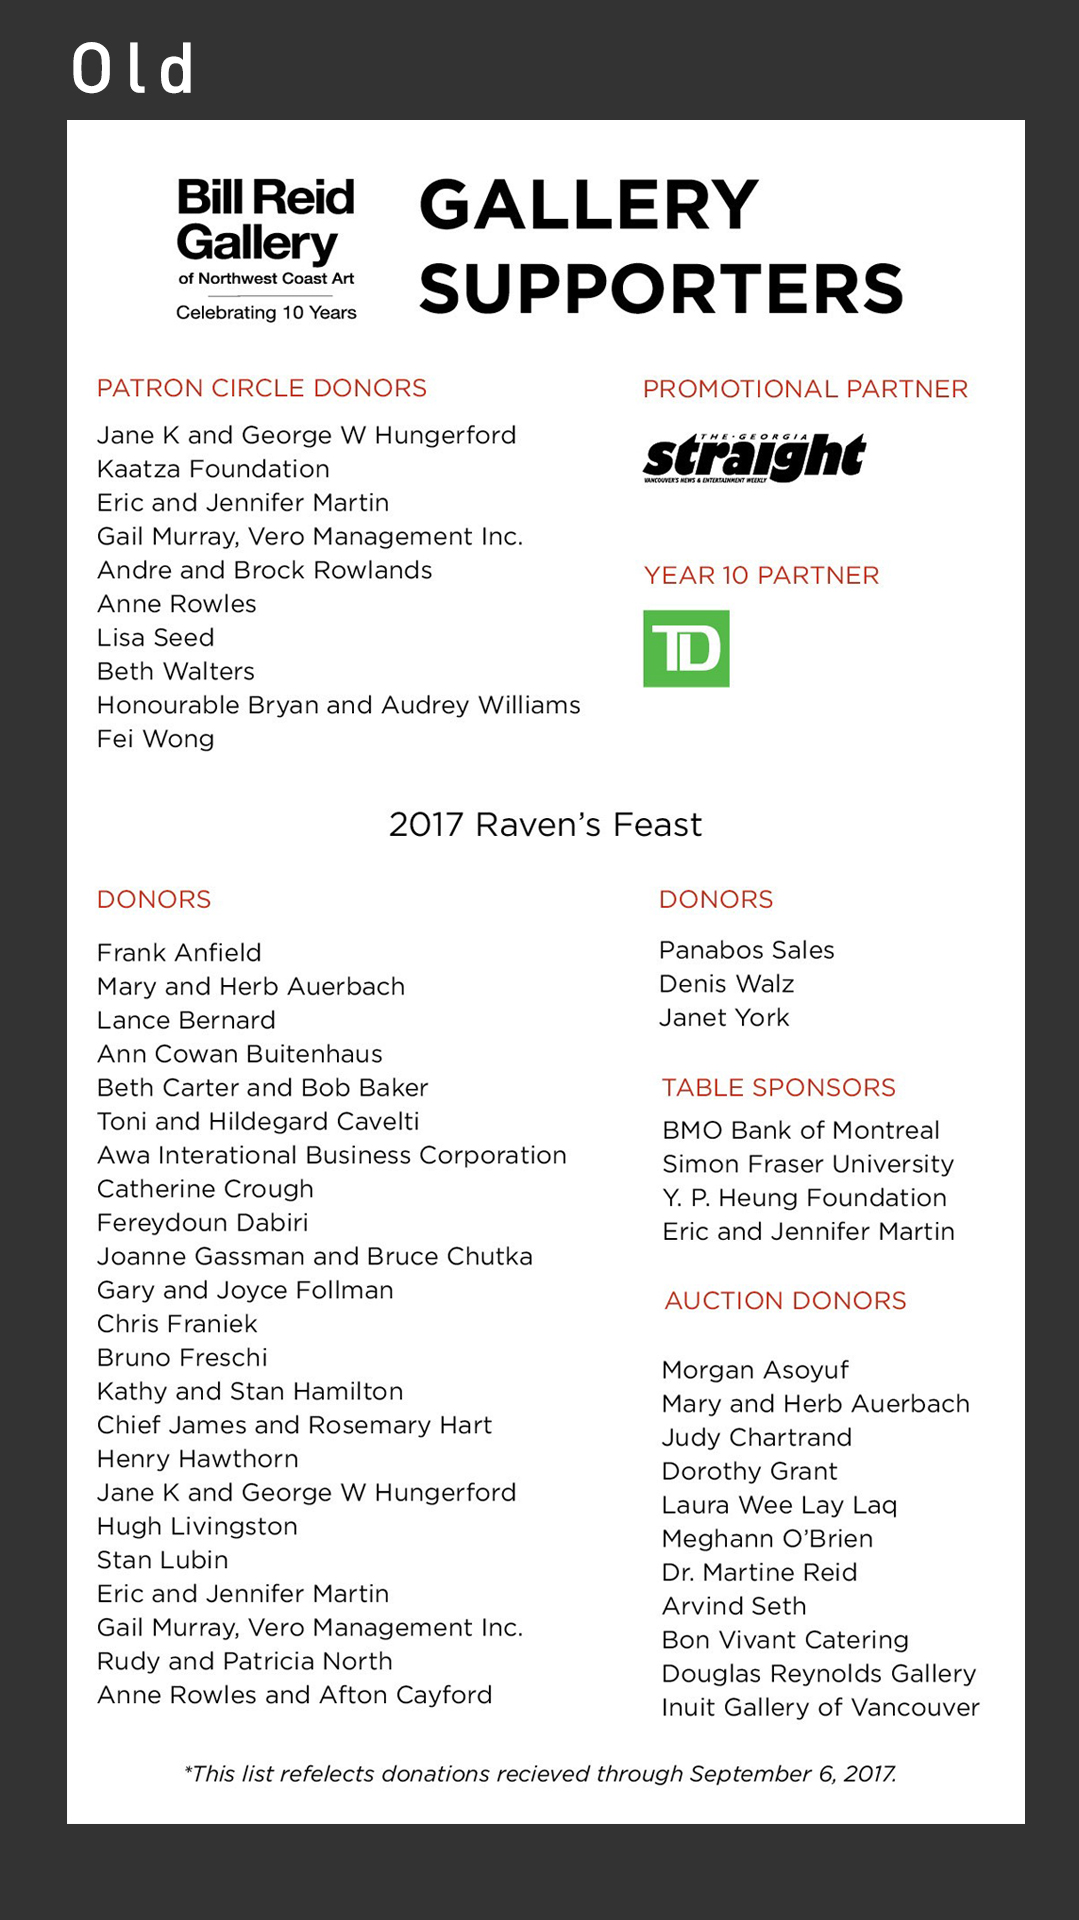 Old
Bill Reid
Gallery
of Northwest Coast Art
Celebrating 10 Years
GALLERY
SUPPORTERS
PATRON CIRCLE DONORS
Jane K and George W Hungerford
Kaatza Foundation
Eric and Jennifer Martin
Gail Murray, Vero Management Inc.
Andre and Brock Rowlands
Anne Rowles
Lisa Seed
Beth Walters
Honourable Bryan and Audrey Williams
Fei Wong
PROMOTIONAL PARTNER
THE·GEORGIA
straight
VANCOUVER'S NEWS & ENTERTAINMENT WEEKLY
YEAR 10 PARTNER
TD
2017 Raven’s Feast
DONORS
Frank Anfield
Mary and Herb Auerbach
Lance Bernard
Ann Cowan Buitenhaus
Beth Carter and Bob Baker
Toni and Hildegard Cavelti
Awa Interational Business Corporation
Catherine Crough
Fereydoun Dabiri
Joanne Gassman and Bruce Chutka
Gary and Joyce Follman
Chris Franiek
Bruno Freschi
Kathy and Stan Hamilton
Chief James and Rosemary Hart
Henry Hawthorn
Jane K and George W Hungerford
Hugh Livingston
Stan Lubin
Eric and Jennifer Martin
Gail Murray, Vero Management Inc.
Rudy and Patricia North
Anne Rowles and Afton Cayford
DONORS
Panabos Sales
Denis Walz
Janet York
TABLE SPONSORS
BMO Bank of Montreal
Simon Fraser University
Y. P. Heung Foundation
Eric and Jennifer Martin
AUCTION DONORS
Morgan Asoyuf
Mary and Herb Auerbach
Judy Chartrand
Dorothy Grant
Laura Wee Lay Laq
Meghann O’Brien
Dr. Martine Reid
Arvind Seth
Bon Vivant Catering
Douglas Reynolds Gallery
Inuit Gallery of Vancouver
*This list refelects donations recieved through September 6, 2017.